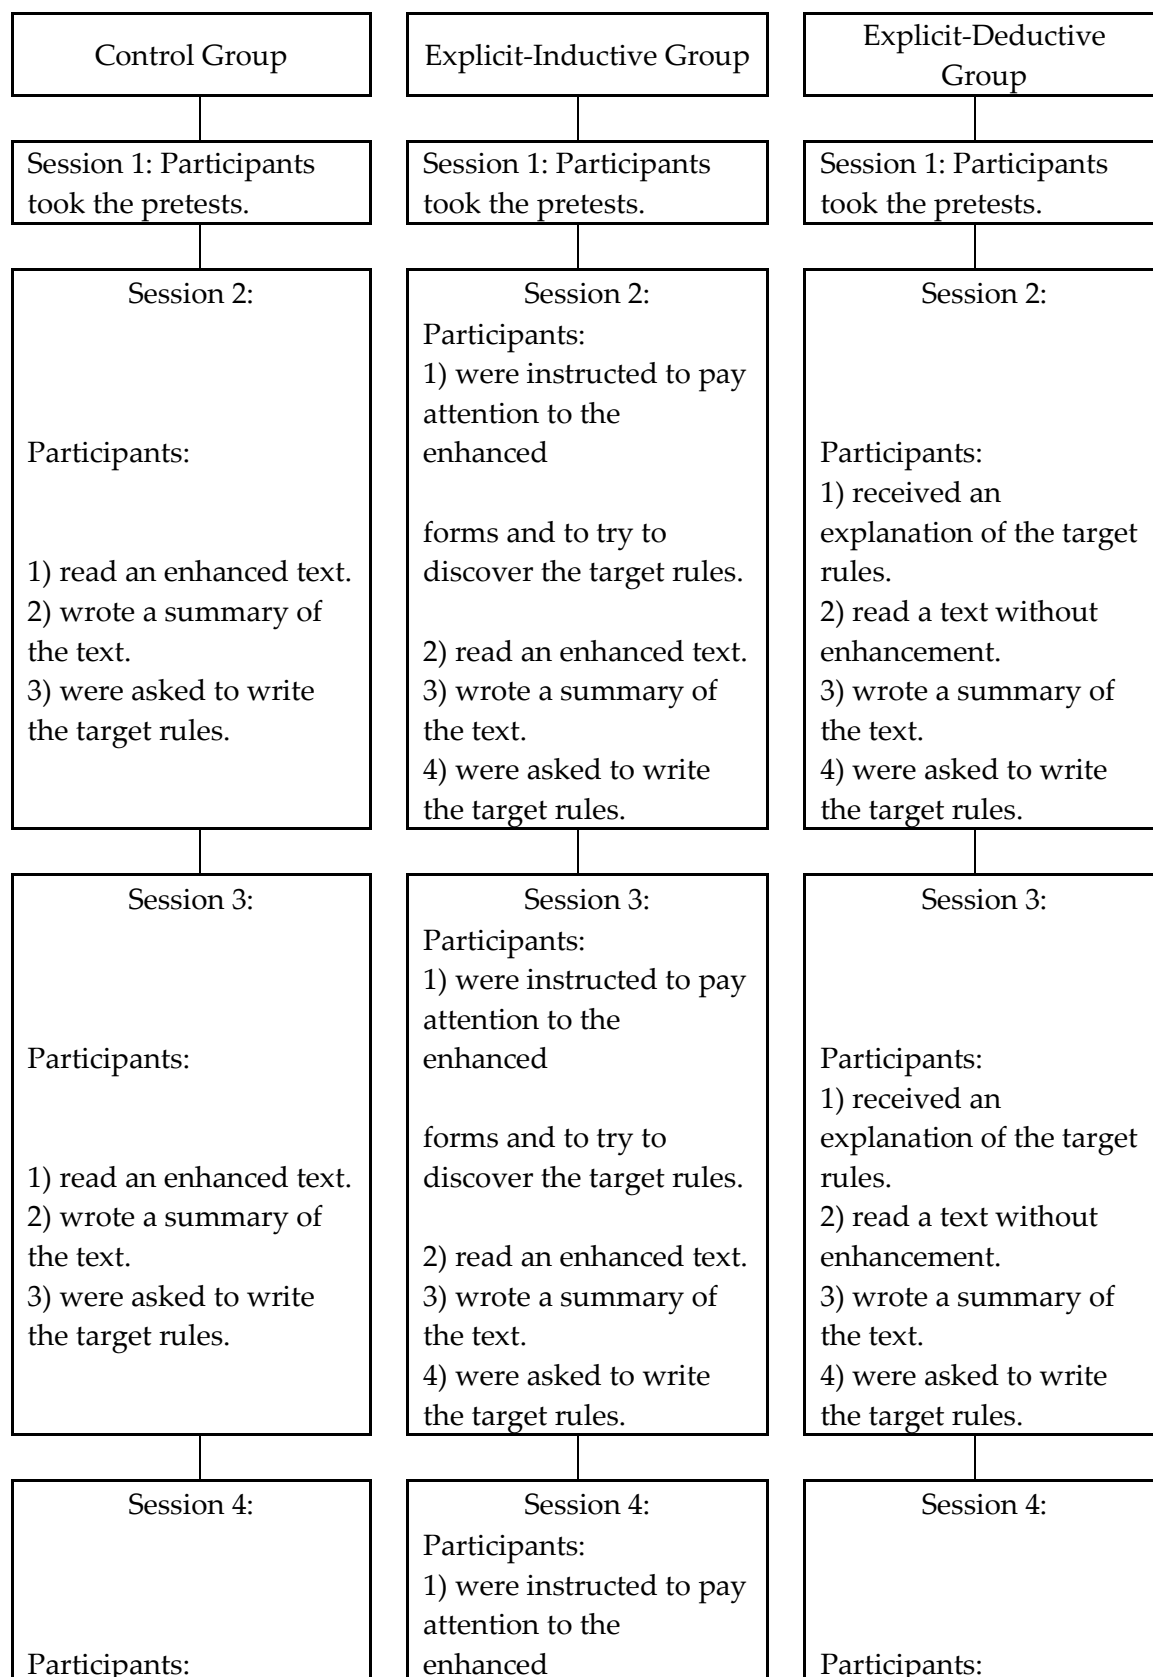 Control Group
Explicit-Inductive Group
Explicit-Deductive
Group
Session 1: Participants
took the pretests.
Session 1: Participants
took the pretests.
Session 1: Participants
took the pretests.
Session 2:
Participants:
1) read an enhanced text.
2) wrote a summary of
the text.
3) were asked to write
the target rules.
Session 2:
Participants:
1) were instructed to pay
attention to the
enhanced
forms and to try to
discover the target rules.
2) read an enhanced text.
3) wrote a summary of
the text.
4) were asked to write
the target rules.
Session 2:
Participants:
1) received an
explanation of the target
rules.
2) read a text without
enhancement.
3) wrote a summary of
the text.
4) were asked to write
the target rules.
Session 3:
Participants:
1) read an enhanced text.
2) wrote a summary of
the text.
3) were asked to write
the target rules.
Session 3:
Participants:
1) were instructed to pay
attention to the
enhanced
forms and to try to
discover the target rules.
2) read an enhanced text.
3) wrote a summary of
the text.
4) were asked to write
the target rules.
Session 3:
Participants:
1) received an
explanation of the target
rules.
2) read a text without
enhancement.
3) wrote a summary of
the text.
4) were asked to write
the target rules.
Session 4:
Participants:
Session 4:
Participants:
1) were instructed to pay
attention to the
enhanced
Session 4:
Participants: